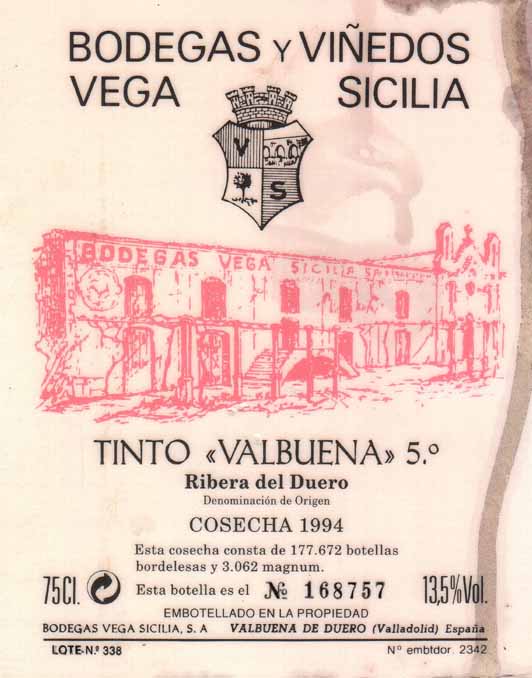 BODEGAS Y VIÑEDOS
VEGA SICILIA
V
S
BODEGAS VEGA SICILIA
TINTO «VALBUENA» 5.º
Ribera del Duero
Denominación de Origen
COSECHA 1994
Esta cosecha consta de 177.672 botellas
bordelesas y 3.062 magnum.
75Cl. Esta botella es el Nº 168757 13,5%Vol.
EMBOTELLADO EN LA PROPIEDAD
BODEGAS VEGA SICILIA, S. A VALBUENA DE DUERO (Valladolid) España
LOTE-N.º 338 Nº embtdor. 2342